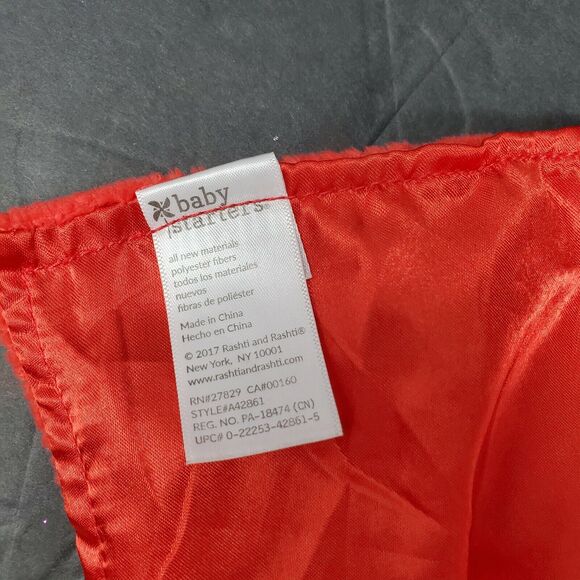 baby
starters
all new materials
polyester fibers
todos los materiales
nuevos
fibras de poliéster
Made in China
Hecho en China
© 2017 Rashti and Rashti®
New York, NY 10001
www.rashtiandrashti.com
RN#27829 CA#00160
STYLE#A42861
REG. NO. PA-18474 (CN)
UPC# 0-22253-42861-5